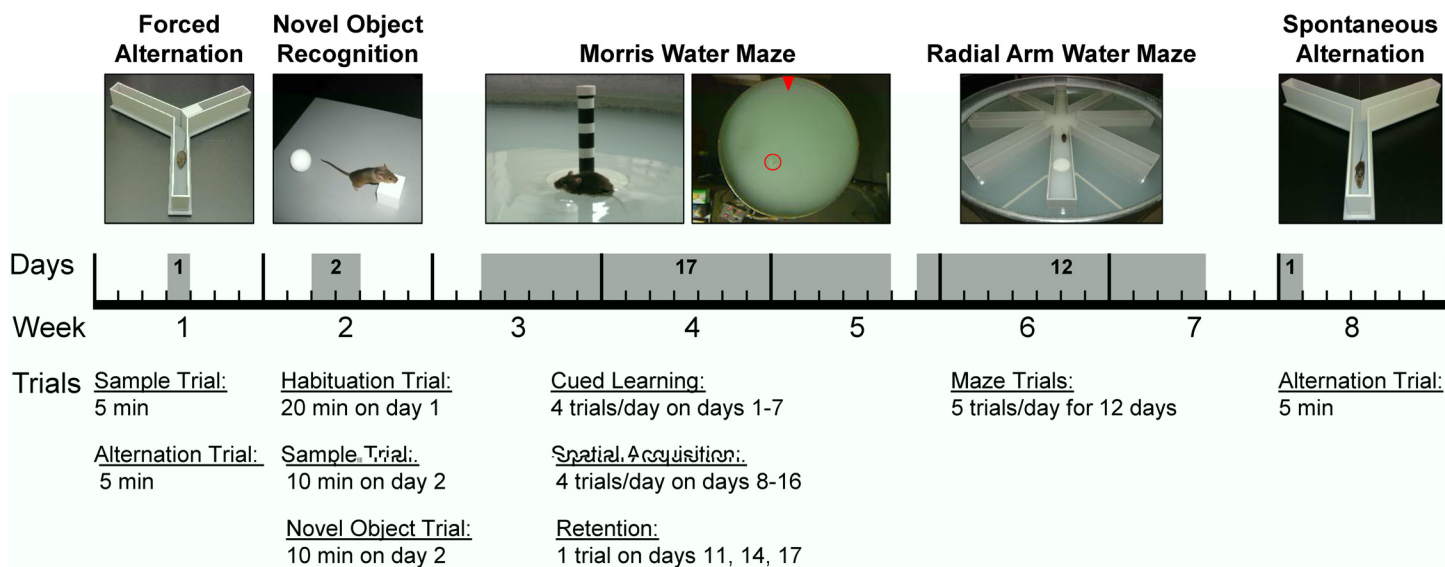 Forced
Alternation
Novel Object
Recognition
Morris Water Maze
Radial Arm Water Maze
Spontaneous
Alternation
Days
1
2
17
12
1
Week
1
2
3
4
5
6
7
8
Trials
Sample Trial:
5 min
Alternation Trial:
5 min
Habituation Trial:
20 min on day 1
Sample Trial:
10 min on day 2
Novel Object Trial:
10 min on day 2
Cued Learning:
4 trials/day on days 1-7
Spatial Acquisition:
4 trials/day on days 8-16
Retention:
1 trial on days 11, 14, 17
Maze Trials:
5 trials/day for 12 days
Alternation Trial:
5 min